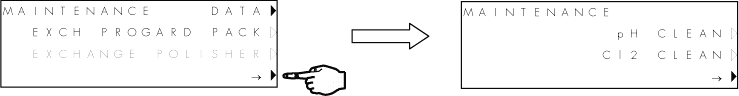 MAINTENANCE DATA
EXCH PROGARD PACK
EXCHANGE POLISHER
→
MAINTENANCE
pH CLEAN
Cl2 CLEAN
→